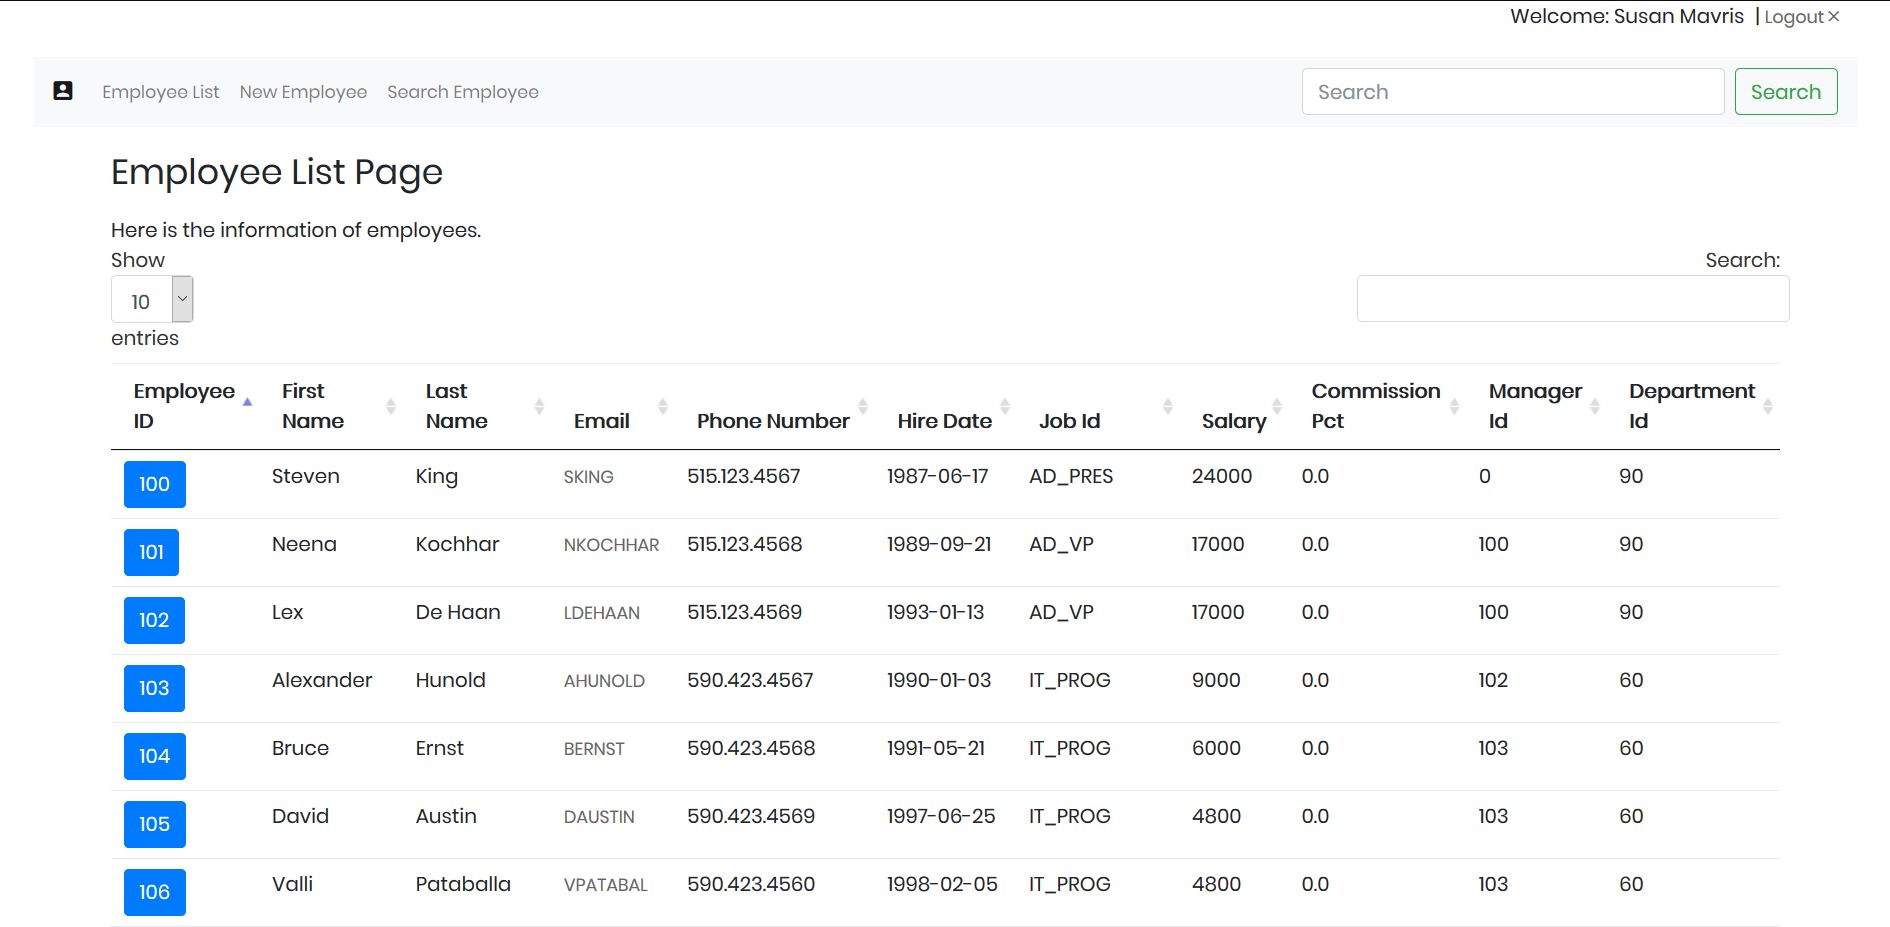 Welcome: Susan Mavris | Logout ×
Employee List New Employee Search Employee Search Search
Employee List Page
Here is the information of employees.
Show Search:
10
entries
Employee ID First Name Last Name Email Phone Number Hire Date Job Id Salary Commission Pct Manager Id Department Id
100 Steven King SKING 515.123.4567 1987-06-17 AD_PRES 24000 0.0 0 90
101 Neena Kochhar NKOCHHAR 515.123.4568 1989-09-21 AD_VP 17000 0.0 100 90
102 Lex De Haan LDEHAAN 515.123.4569 1993-01-13 AD_VP 17000 0.0 100 90
103 Alexander Hunold AHUNOLD 590.423.4567 1990-01-03 IT_PROG 9000 0.0 102 60
104 Bruce Ernst BERNST 590.423.4568 1991-05-21 IT_PROG 6000 0.0 103 60
105 David Austin DAUSTIN 590.423.4569 1997-06-25 IT_PROG 4800 0.0 103 60
106 Valli Pataballa VPATABAL 590.423.4560 1998-02-05 IT_PROG 4800 0.0 103 60